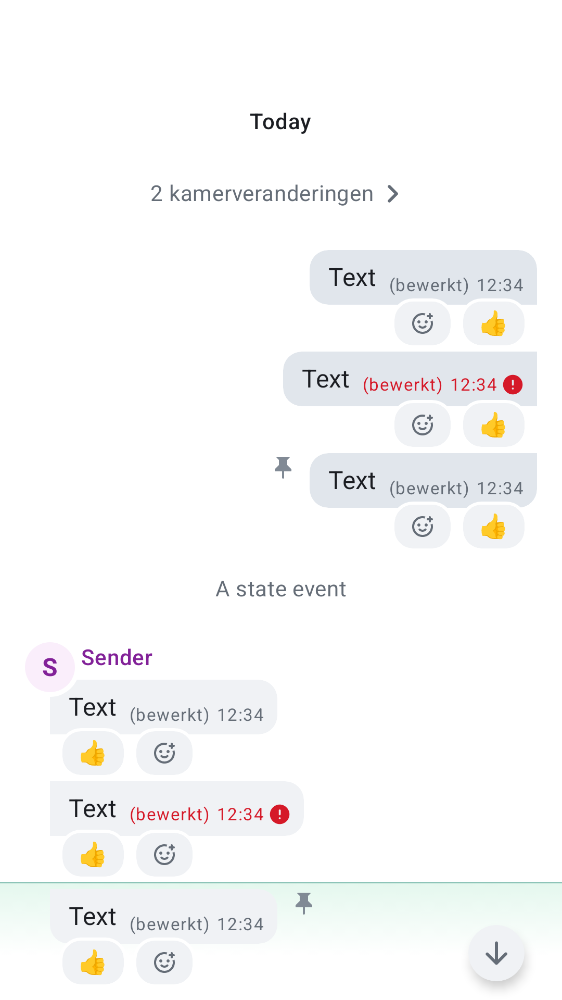 Today
2 kamerveranderingen
Text (bewerkt) 12:34
👍
Text (bewerkt) 12:34
👍
Text (bewerkt) 12:34
👍
A state event
S Sender
Text (bewerkt) 12:34
👍
Text (bewerkt) 12:34
👍
Text (bewerkt) 12:34
👍